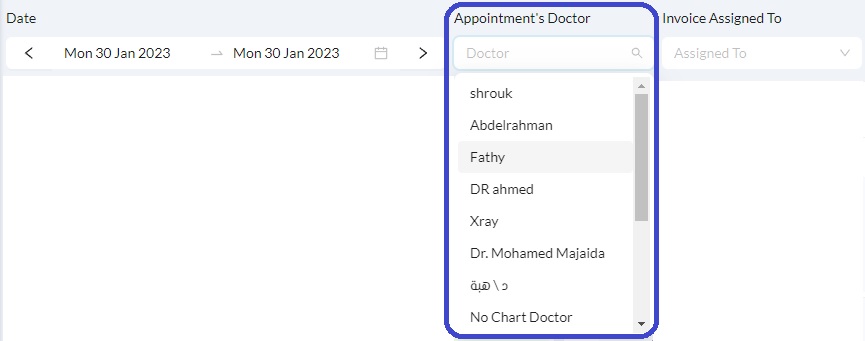 Date
Appointment's Doctor
Invoice Assigned To
Mon 30 Jan 2023
Mon 30 Jan 2023
Doctor
Assigned To
shrouk
Abdelrahman
Fathy
DR ahmed
Xray
Dr. Mohamed Majaida
د \ هبة
No Chart Doctor